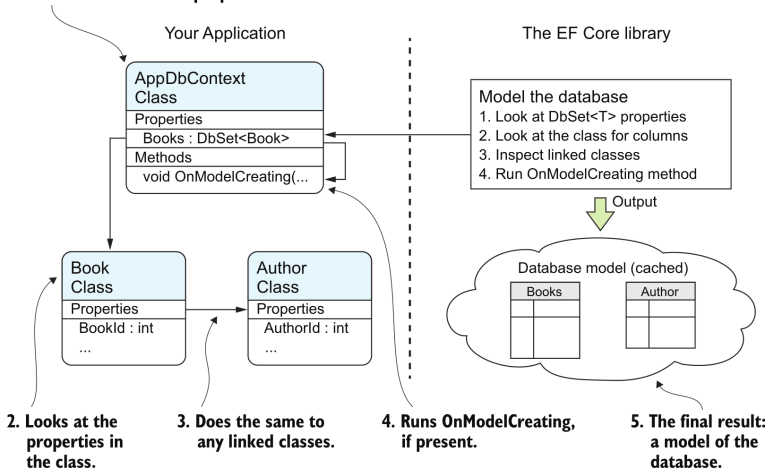 Your Application
The EF Core library
AppDbContext
Class
Properties
Books : DbSet<Book>
Methods
void OnModelCreating(...
Model the database
1. Look at DbSet<T> properties
2. Look at the class for columns
3. Inspect linked classes
4. Run OnModelCreating method
Output
Book
Class
Properties
BookId : int
...
Author
Class
Properties
AuthorId : int
...
Database model (cached)
Books
Author
2. Looks at the
properties in
the class.
3. Does the same to
any linked classes.
4. Runs OnModelCreating,
if present.
5. The final result:
a model of the
database.